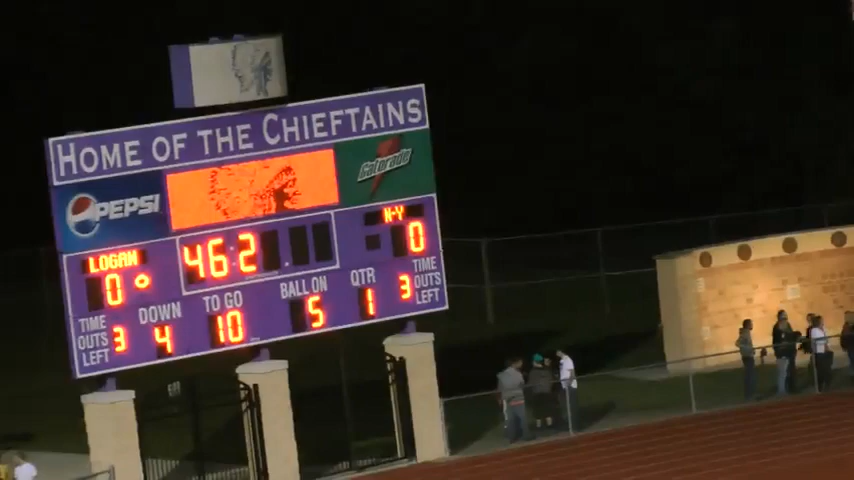 HOME OF THE CHIEFTAINS
PEPSI
Gatorade
LOGAN
46:2
N-Y
0
0
DOWN
TO GO
BALL ON
QTR
TIME OUTS LEFT
3
4
10
5
1
3
TIME OUTS LEFT